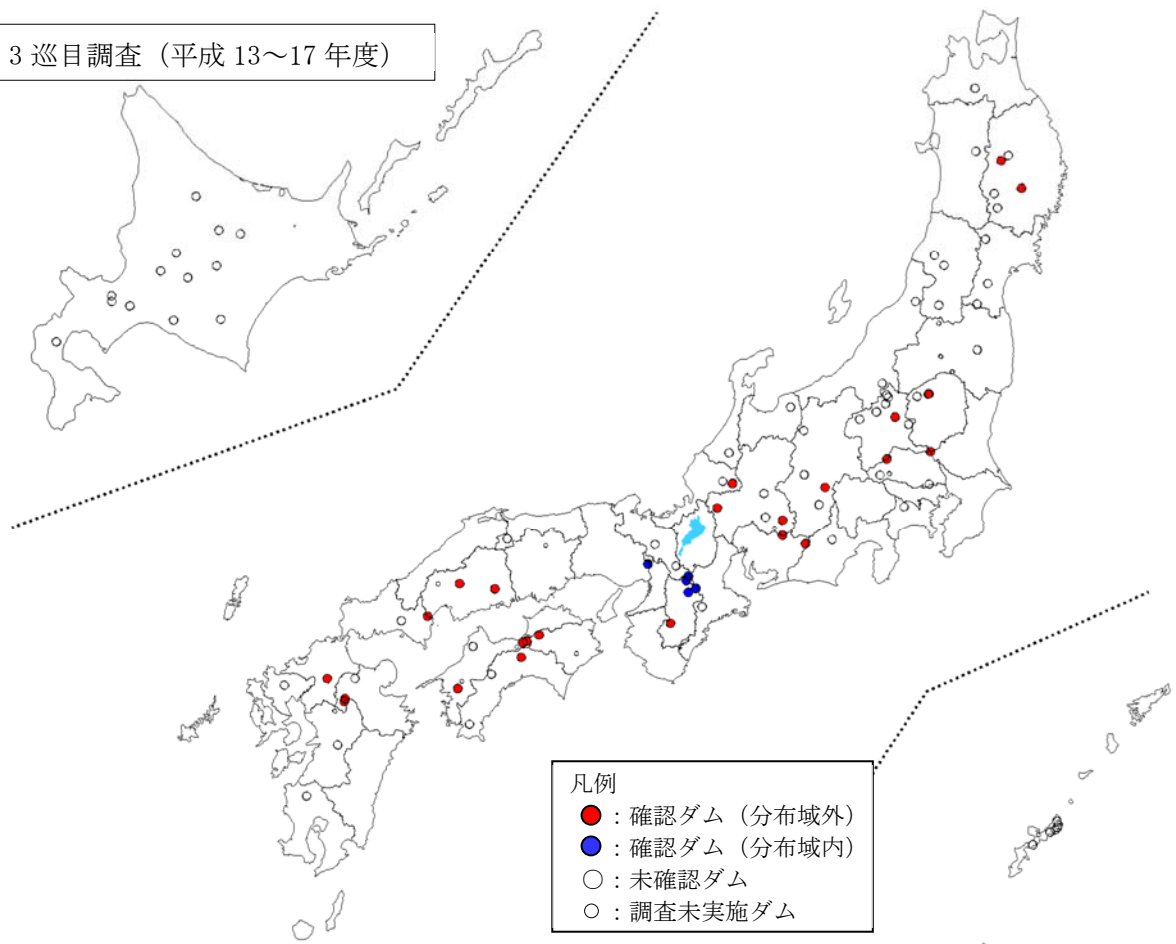 3 巡目調査（平成 13～17 年度）
凡例
：確認ダム（分布域外）
：確認ダム（分布域内）
：未確認ダム
：調査未実施ダム